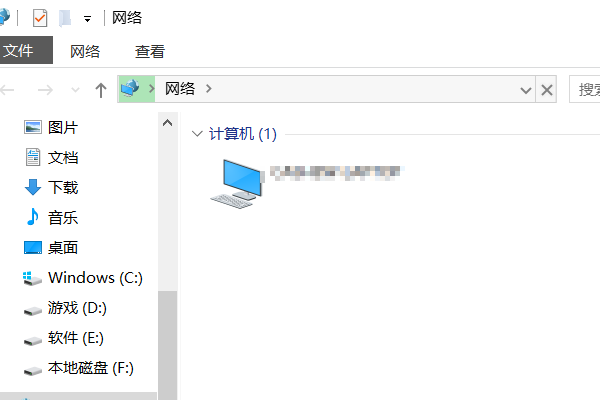 网络
文件 网络 查看
网络 搜索
图片
计算机 (1)
文档
下载
音乐
桌面
Windows (C:)
游戏 (D:)
软件 (E:)
本地磁盘 (F:)